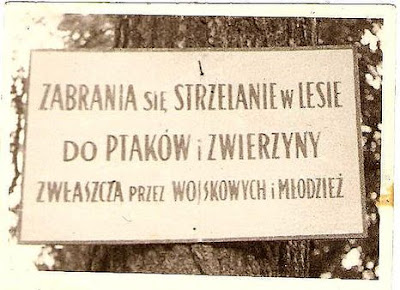 ZABRANIA SIĘ STRZELANIE W LESIE
DO PTAKÓW i ZWIERZYNY
ZWŁASZCZA PRZEZ WOJSKOWYCH i MŁODZIEŻ